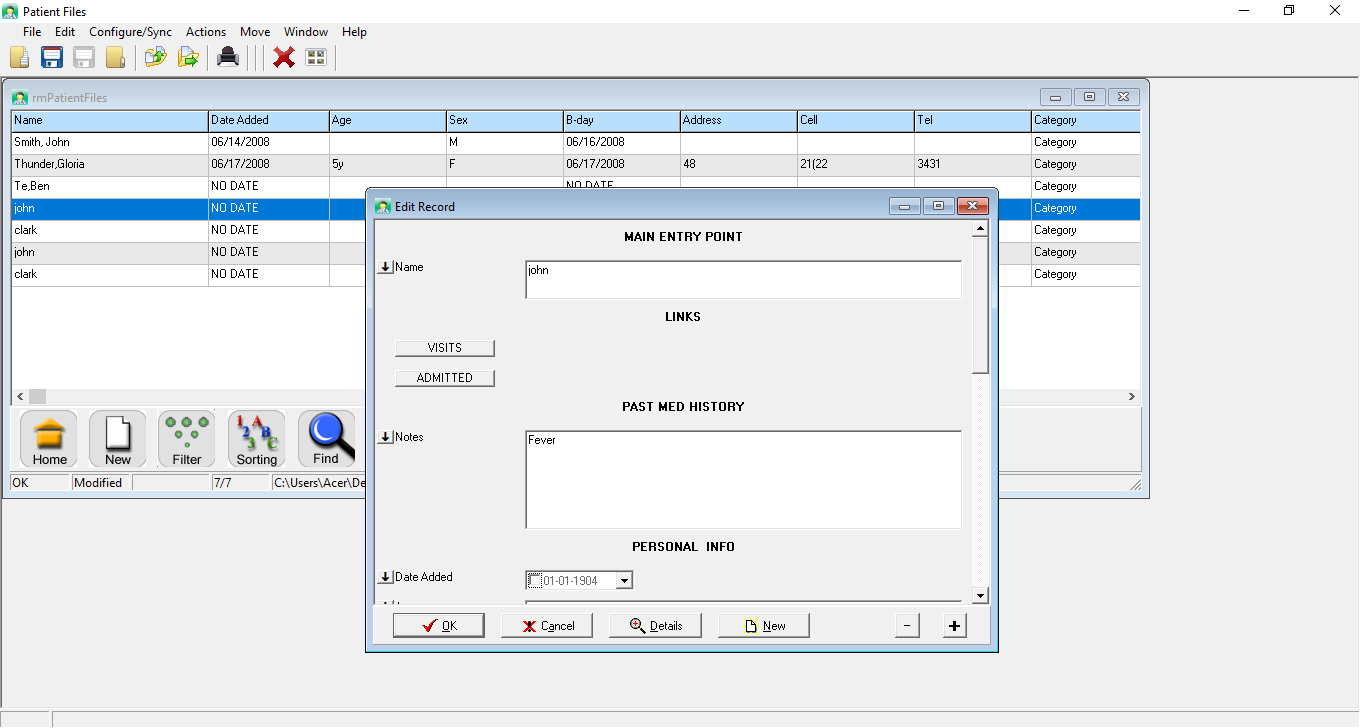 Patient Files
File Edit Configure/Sync Actions Move Window Help
rmPatientFiles
Name Date Added Age Sex B-day Address Cell Tel Category
Smith, John 06/14/2008 M 06/16/2008 Category
Thunder,Gloria 06/17/2008 5y F 06/17/2008 48 21(22 3431 Category
Te,Ben NO DATE NO DATE Category
john NO DATE Category
clark NO DATE Category
john NO DATE Category
clark NO DATE Category
Home New Filter Sorting Find
OK Modified 7/7 C:\Users\Acer\De
Edit Record
MAIN ENTRY POINT
Name john
LINKS
VISITS
ADMITTED
PAST MED HISTORY
Notes Fever
PERSONAL INFO
Date Added 01-01-1904
OK Cancel Details New - +